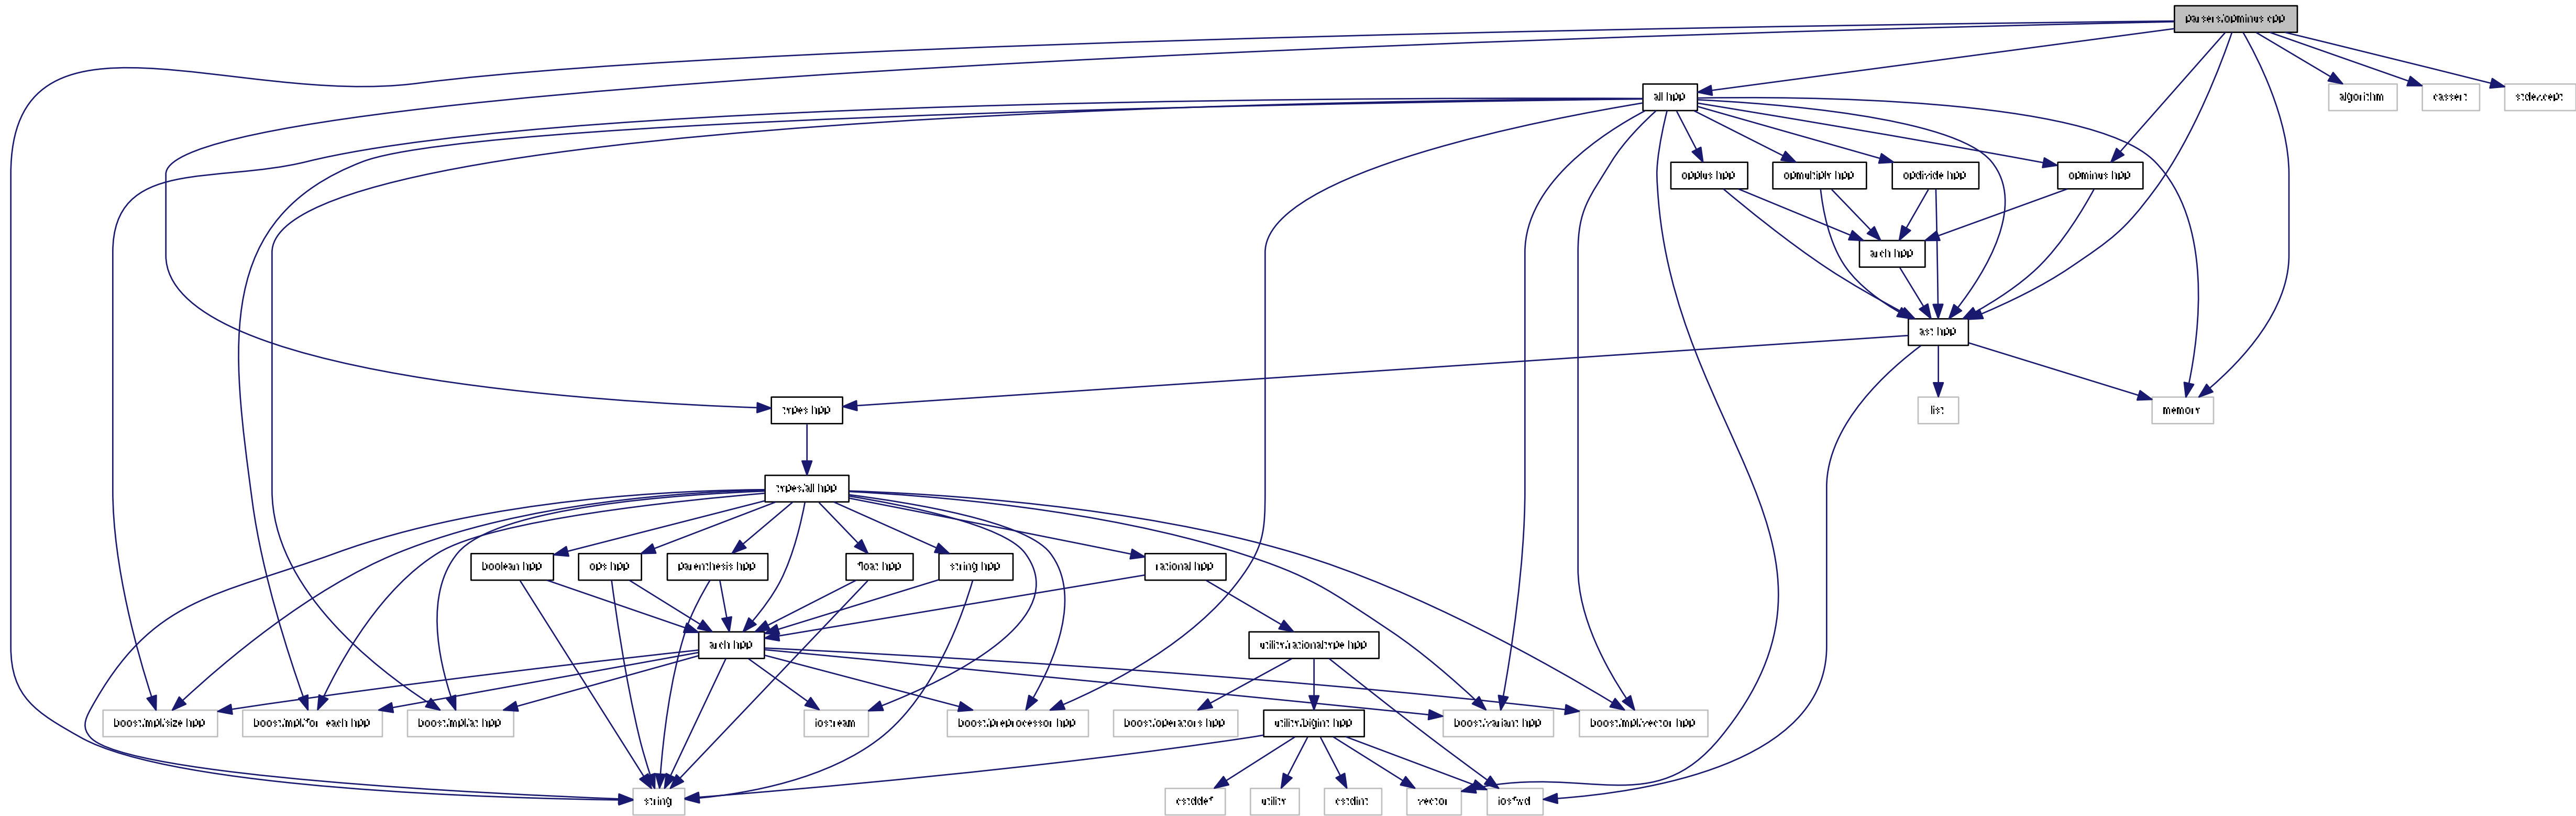 parsers/opminus.cpp
all.hpp
algorithm
cassert
stdexcept
opplus.hpp
opmultiply.hpp
opdivide.hpp
opminus.hpp
arch.hpp
ast.hpp
types.hpp
list
memory
types/all.hpp
boolean.hpp
ops.hpp
parenthesis.hpp
float.hpp
string.hpp
rational.hpp
arch.hpp
utility/rationaltype.hpp
boost/mpl/size.hpp
boost/mpl/for_each.hpp
boost/mpl/at.hpp
iostream
boost/preprocessor.hpp
boost/operators.hpp
utility/bigint.hpp
boost/variant.hpp
boost/mpl/vector.hpp
string
cstddef
utility
cstdint
vector
iosfwd